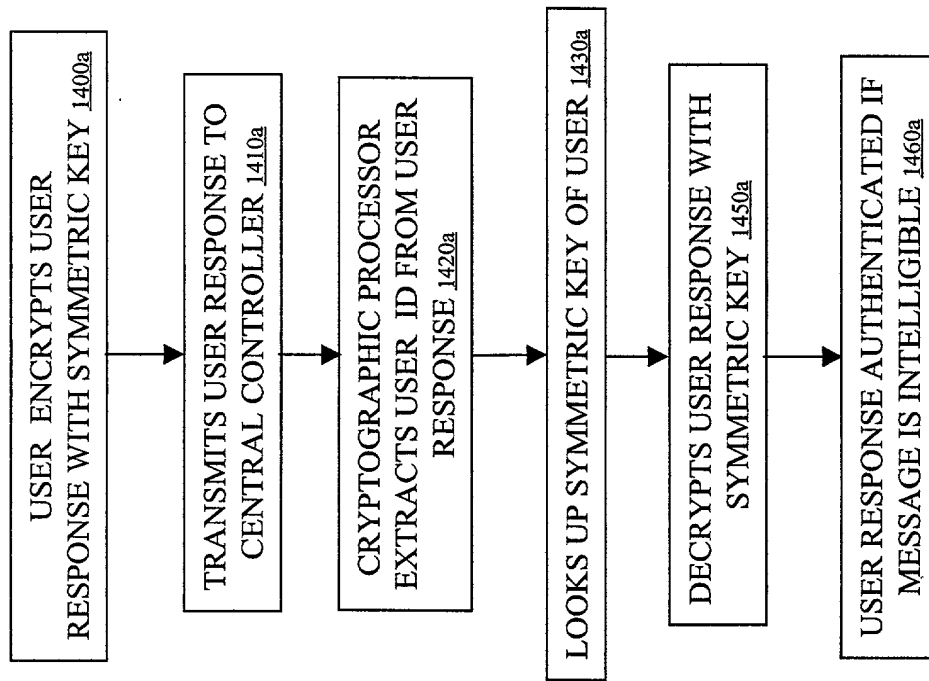 USER ENCRYPTS USER
RESPONSE WITH SYMMETRIC KEY 1400a
TRANSMITS USER RESPONSE TO
CENTRAL CONTROLLER 1410a
CRYPTOGRAPHIC PROCESSOR
EXTRACTS USER ID FROM USER
RESPONSE 1420a
LOOKS UP SYMMETRIC KEY OF USER 1430a
DECRYPTS USER RESPONSE WITH
SYMMETRIC KEY 1450a
USER RESPONSE AUTHENTICATED IF
MESSAGE IS INTELLIGIBLE 1460a